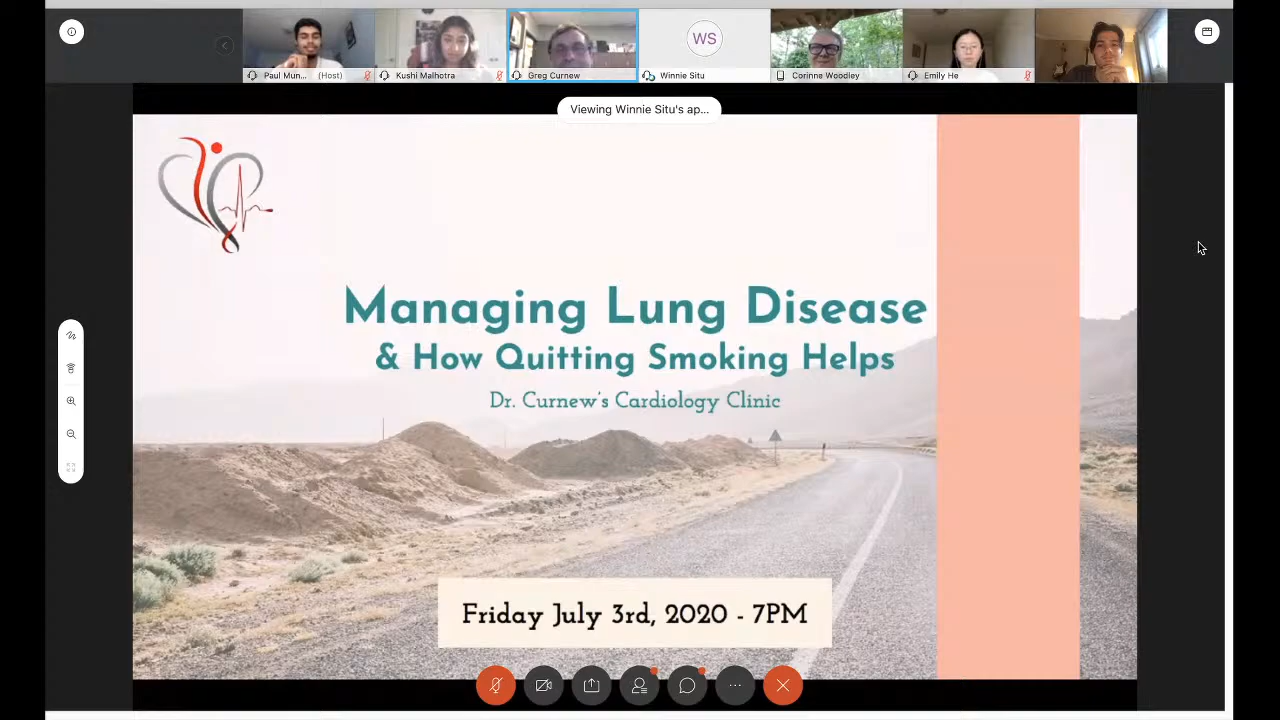 Paul Mun... (Host)
Kushi Malhotra
Greg Curnew
WS
Winnie Situ
Corinne Woodley
Emily He
Viewing Winnie Situ's ap...
Managing Lung Disease
& How Quitting Smoking Helps
Dr. Curnew's Cardiology Clinic
Friday July 3rd, 2020 - 7PM